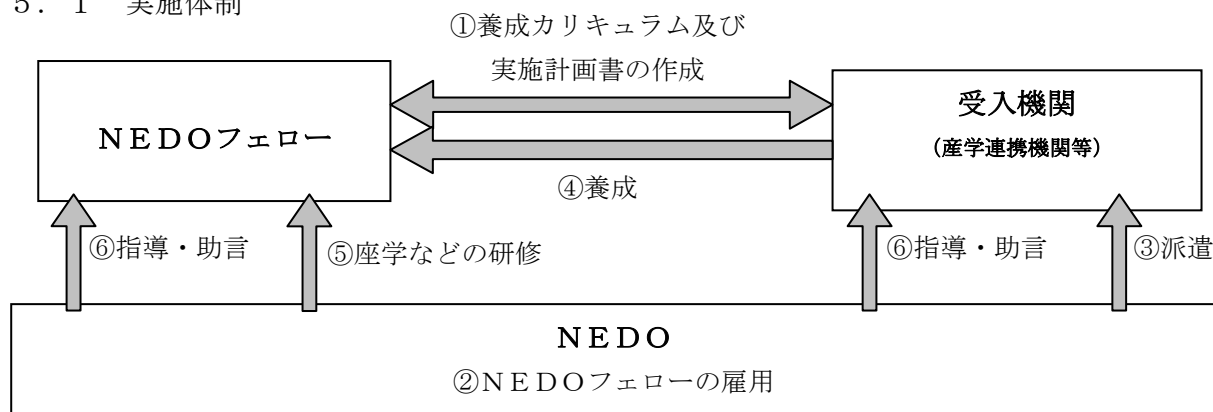 ５．１　実施体制
①養成カリキュラム及び
実施計画書の作成
ＮＥＤＯフェロー
受入機関
（産学連携機関等）
④養成
⑥指導・助言
⑤座学などの研修
⑥指導・助言
③派遣
ＮＥＤＯ
②ＮＥＤＯフェローの雇用